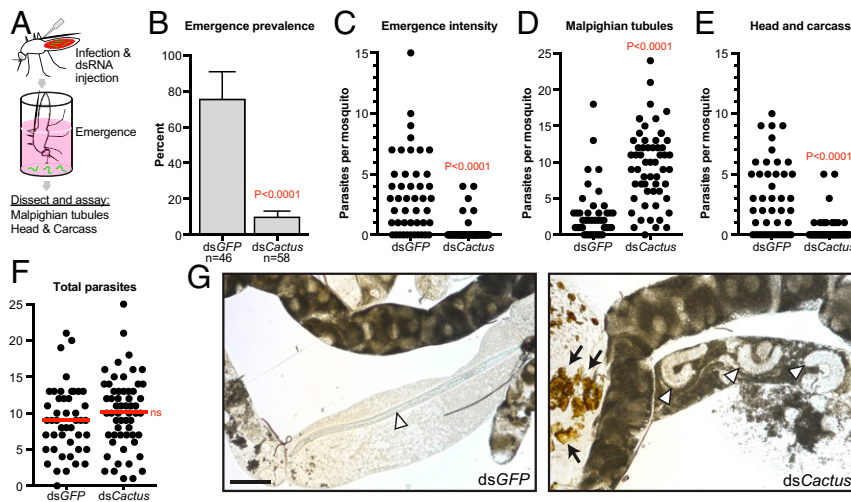 A
Infection &
dsRNA
injection
Emergence
Dissect and assay:
Malpighian tubules
Head & Carcass
B
Emergence prevalence
Percent
100
80
60
40
20
0
P<0.0001
dsGFP
n=46
dsCactus
n=58
C
Emergence intensity
Parasites per mosquito
15
10
5
0
P<0.0001
dsGFP
dsCactus
D
Malpighian tubules
Parasites per mosquito
25
20
15
10
5
0
P<0.0001
dsGFP
dsCactus
E
Head and carcass
Parasites per mosquito
15
10
5
0
P<0.0001
dsGFP
dsCactus
F
Total parasites
25
20
15
10
5
0
ns
dsGFP
dsCactus
G
dsGFP
dsCactus